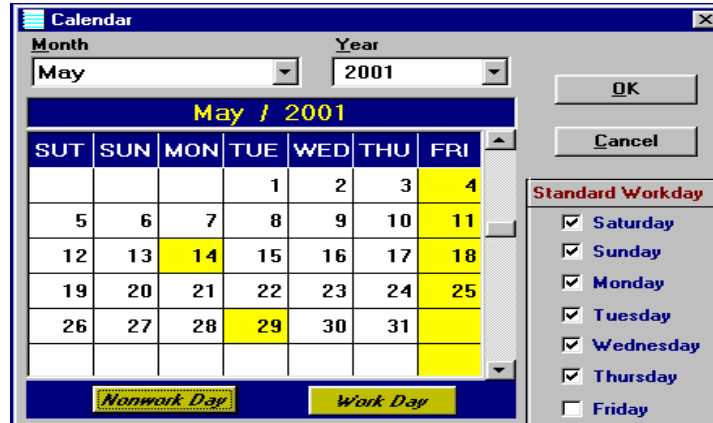 Calendar
Month Year
May 2001
OK
May / 2001
Cancel
SUT SUN MON TUE WED THU FRI
1 2 3 4
Standard Workday
5 6 7 8 9 10 11
Saturday
12 13 14 15 16 17 18
Sunday
19 20 21 22 23 24 25
Monday
26 27 28 29 30 31
Tuesday
Wednesday
Thursday
Nonwork Day Work Day
Friday